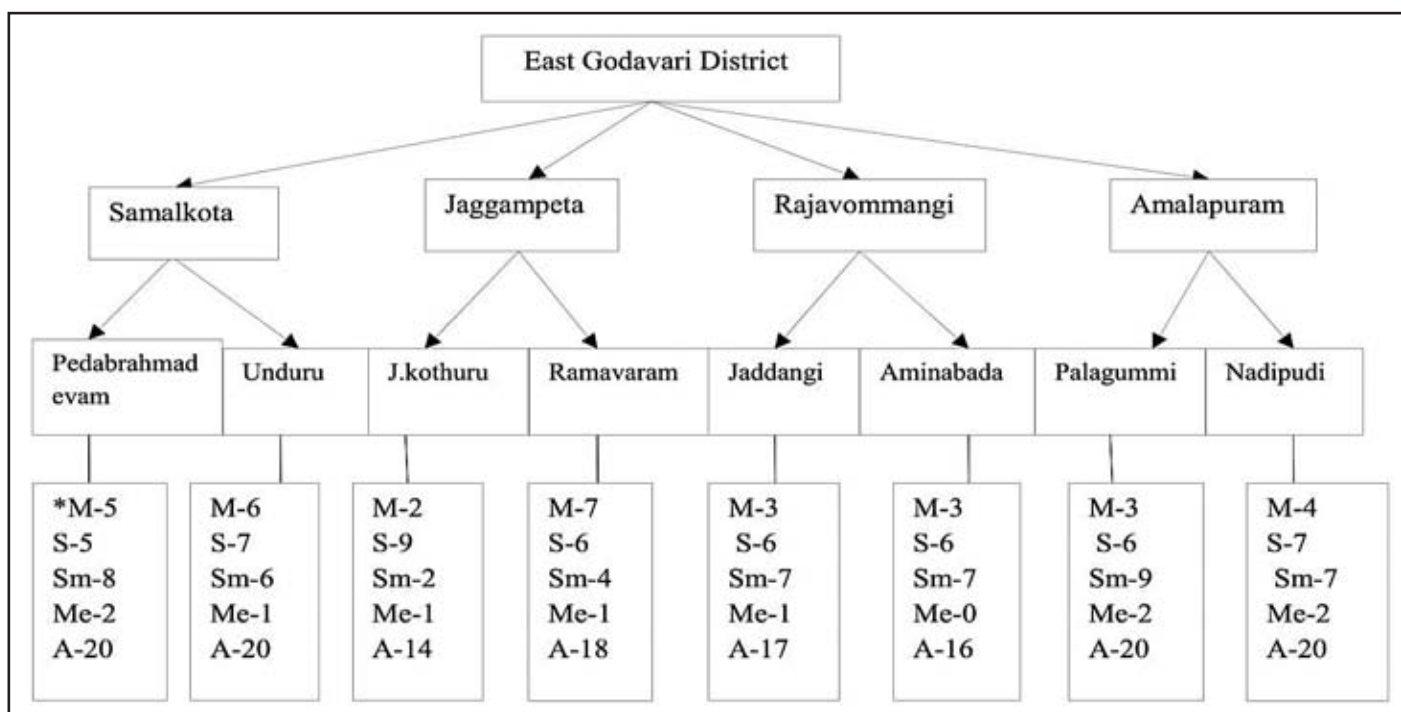 East Godavari District
Samalkota
Jaggampeta
Rajavommangi
Amalapuram
Pedabrahmad
evam
Unduru
J.kothuru
Ramavaram
Jaddangi
Aminabada
Palagummi
Nadipudi
*M-5
S-5
Sm-8
Me-2
A-20
M-6
S-7
Sm-6
Me-1
A-20
M-2
S-9
Sm-2
Me-1
A-14
M-7
S-6
Sm-4
Me-1
A-18
M-3
S-6
Sm-7
Me-1
A-17
M-3
S-6
Sm-7
Me-0
A-16
M-3
S-6
Sm-9
Me-2
A-20
M-4
S-7
Sm-7
Me-2
A-20